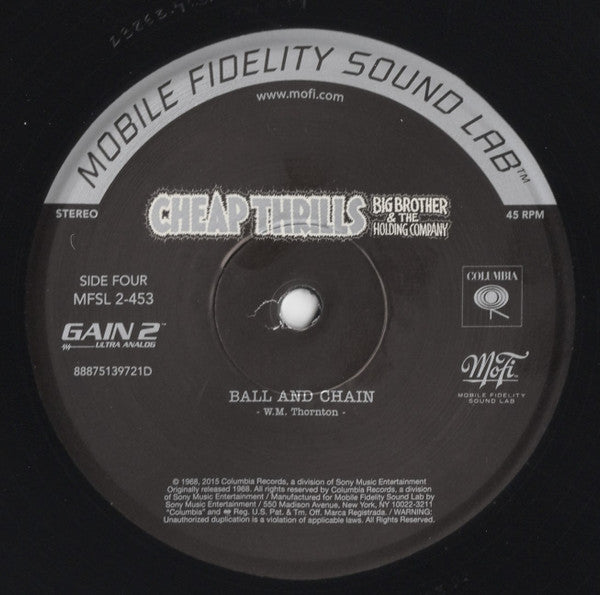 MOBILE FIDELITY SOUND LAB™
www.mofi.com
CHEAP THRILLS
BIG BROTHER
& THE
HOLDING COMPANY
STEREO
45 RPM
SIDE FOUR
MFSL 2-453
COLUMBIA
GAIN 2™
ULTRA ANALOG
88875139721D
MoFi™
MOBILE FIDELITY
SOUND LAB
BALL AND CHAIN
- W.M. Thornton -
© 1968, 2015 Columbia Records, a division of Sony Music Entertainment
Originally released 1968. All rights reserved by Columbia Records, a division
of Sony Music Entertainment / Manufactured for Mobile Fidelity Sound Lab by
Sony Music Entertainment / 550 Madison Avenue, New York, NY 10022-3211
"Columbia" and Reg. U.S. Pat. & Tm. Off. Marca Registrada. / WARNING:
Unauthorized duplication is a violation of applicable laws. All Rights Reserved.